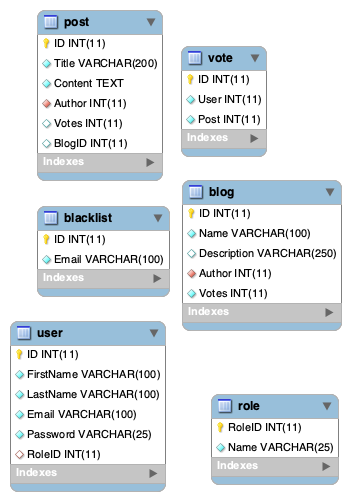 post
ID INT(11)
Title VARCHAR(200)
Content TEXT
Author INT(11)
Votes INT(11)
BlogID INT(11)
Indexes
vote
ID INT(11)
User INT(11)
Post INT(11)
Indexes
blog
ID INT(11)
Name VARCHAR(100)
Description VARCHAR(250)
Author INT(11)
Votes INT(11)
Indexes
blacklist
ID INT(11)
Email VARCHAR(100)
Indexes
user
ID INT(11)
FirstName VARCHAR(100)
LastName VARCHAR(100)
Email VARCHAR(100)
Password VARCHAR(25)
RoleID INT(11)
Indexes
role
RoleID INT(11)
Name VARCHAR(25)
Indexes